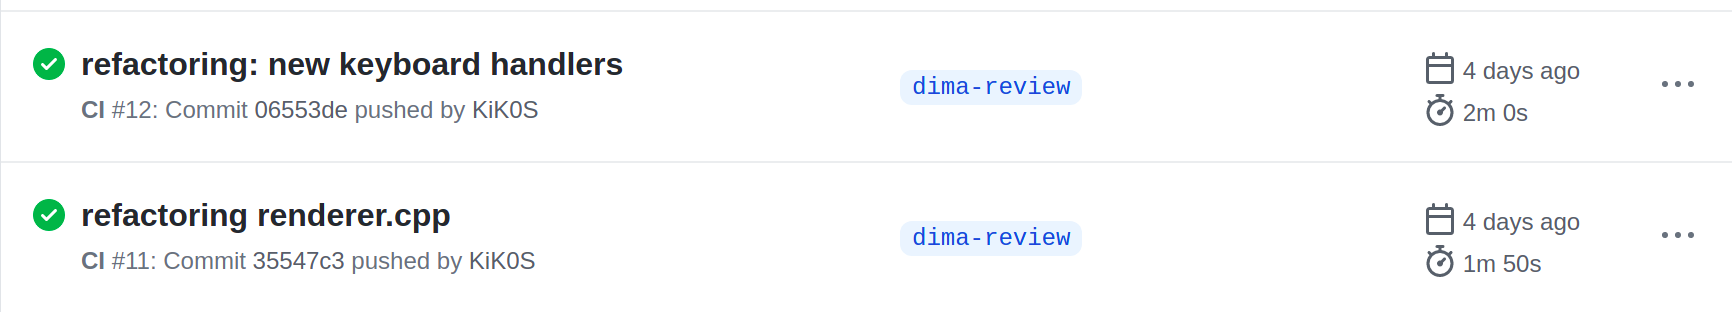 refactoring: new keyboard handlers
CI #12: Commit 06553de pushed by KiK0S
dima-review
4 days ago
2m 0s
refactoring renderer.cpp
CI #11: Commit 35547c3 pushed by KiK0S
dima-review
4 days ago
1m 50s